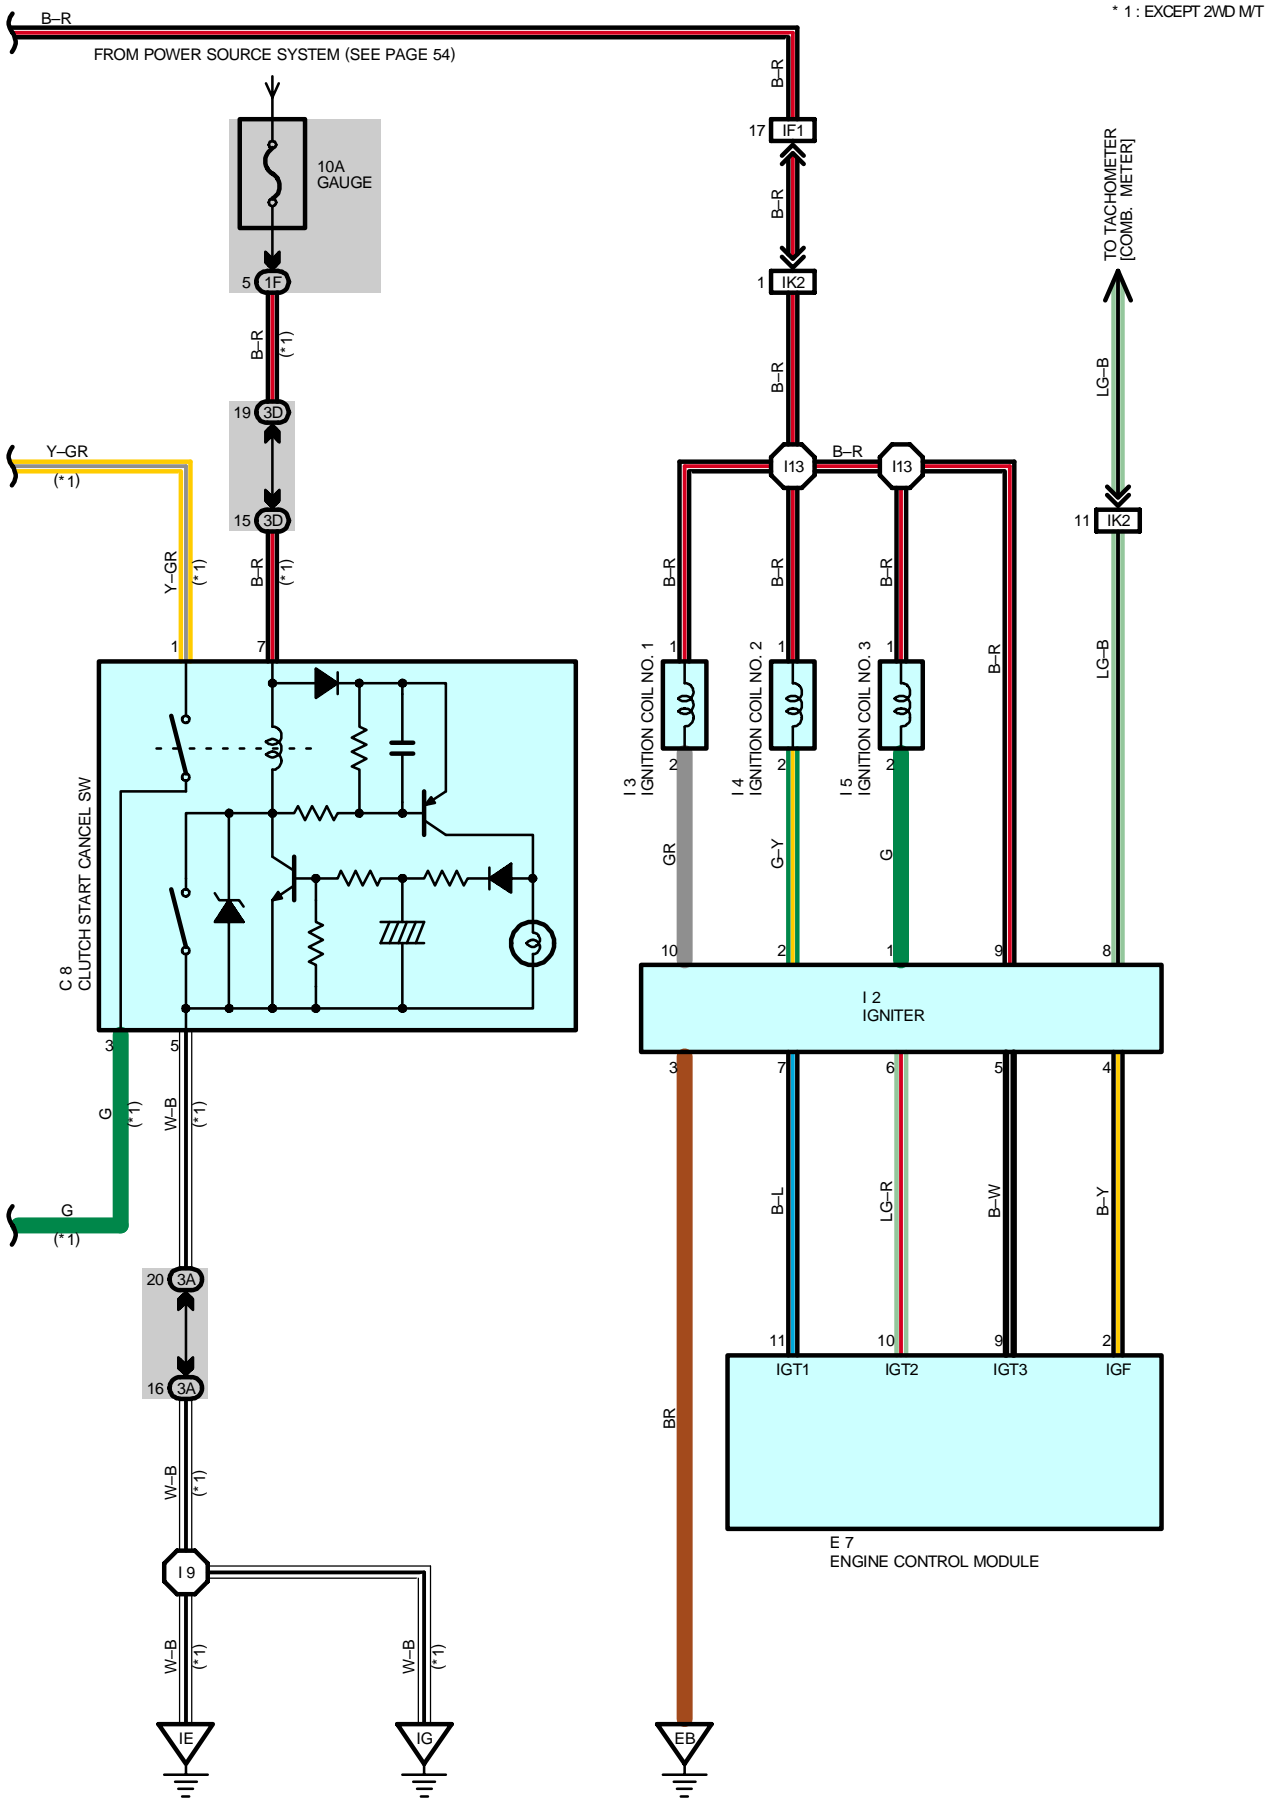 * 1 : EXCEPT 2WD M/T
B–R
FROM POWER SOURCE SYSTEM (SEE PAGE 54)
B–R
17 IF1
10A
GAUGE
B–R
TO TACHOMETER
[COMB. METER]
5 1F
1 IK2
B–R
(* 1)
B–R
LG–B
19 3D
Y–GR
(* 1)
I13
B–R
I13
15 3D
11 IK2
Y–GR
(* 1)
B–R
(* 1)
B–R
B–R
B–R
B–R
LG–B
1
7
1
1
1
I 3
IGNITION COIL NO. 1
I 4
IGNITION COIL NO. 2
I 5
IGNITION COIL NO. 3
2
2
2
C 8
CLUTCH START CANCEL SW
GR
G–Y
G
10
2
1
9
8
I 2
IGNITER
3
5
3
7
6
5
4
G
(* 1)
W–B
(* 1)
B–L
LG–R
B–W
B–Y
G
(* 1)
20 3A
16 3A
11
10
9
2
IGT1
IGT2
IGT3
IGF
BR
W–B
(* 1)
E 7
ENGINE CONTROL MODULE
I 9
W–B
(* 1)
W–B
(* 1)
IE
IG
EB